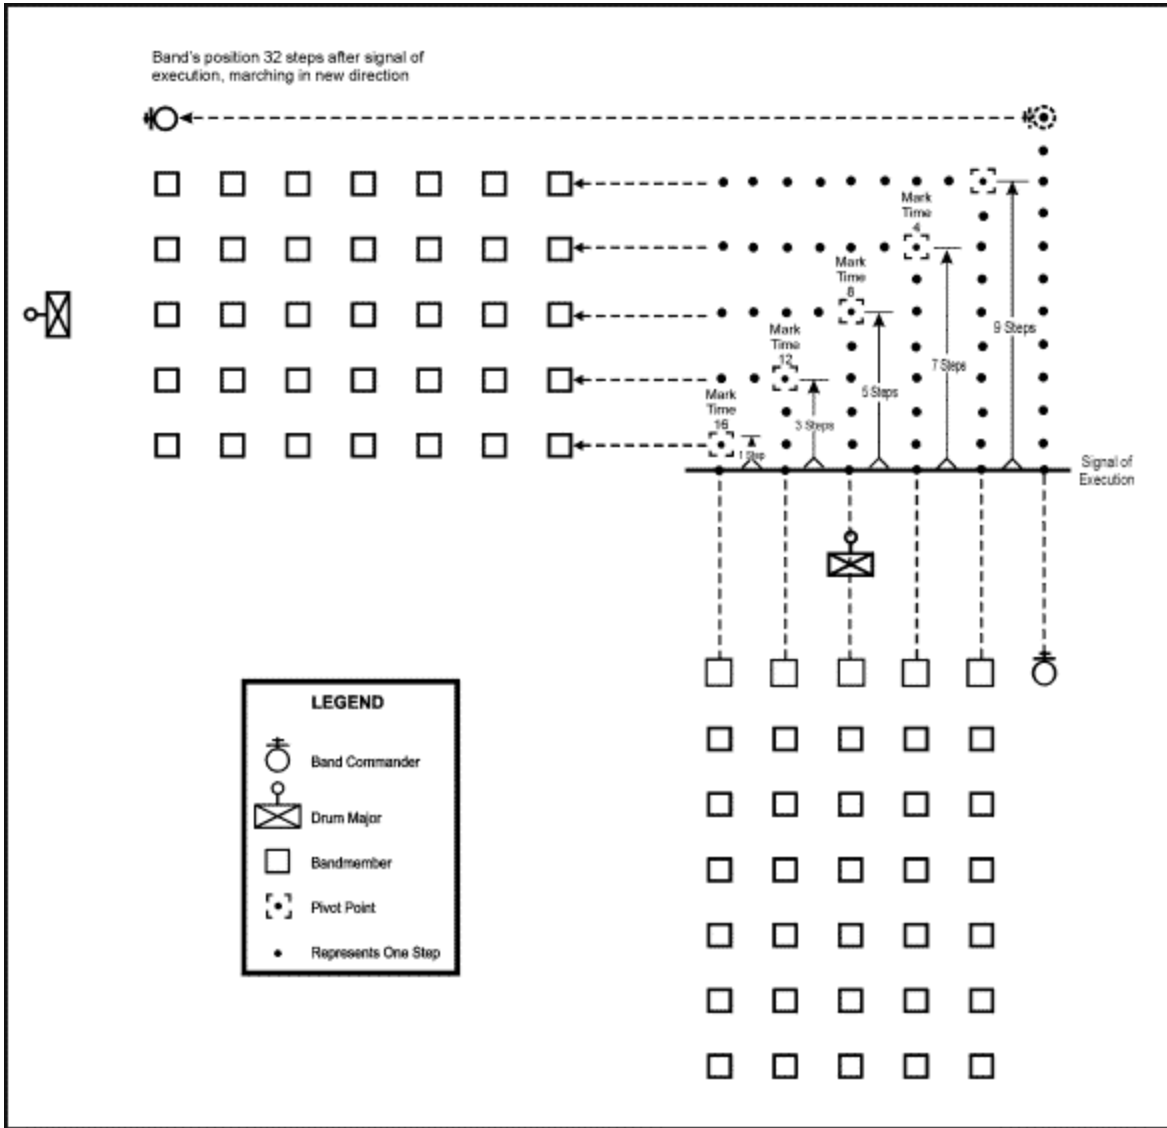 Band's position 32 steps after signal of
execution, marching in new direction
Mark
Time
4
Mark
Time
8
Mark
Time
12
Mark
Time
16
1 Step
3 Steps
5 Steps
7 Steps
9 Steps
Signal of
Execution
LEGEND
Band Commander
Drum Major
Bandmember
Pivot Point
Represents One Step